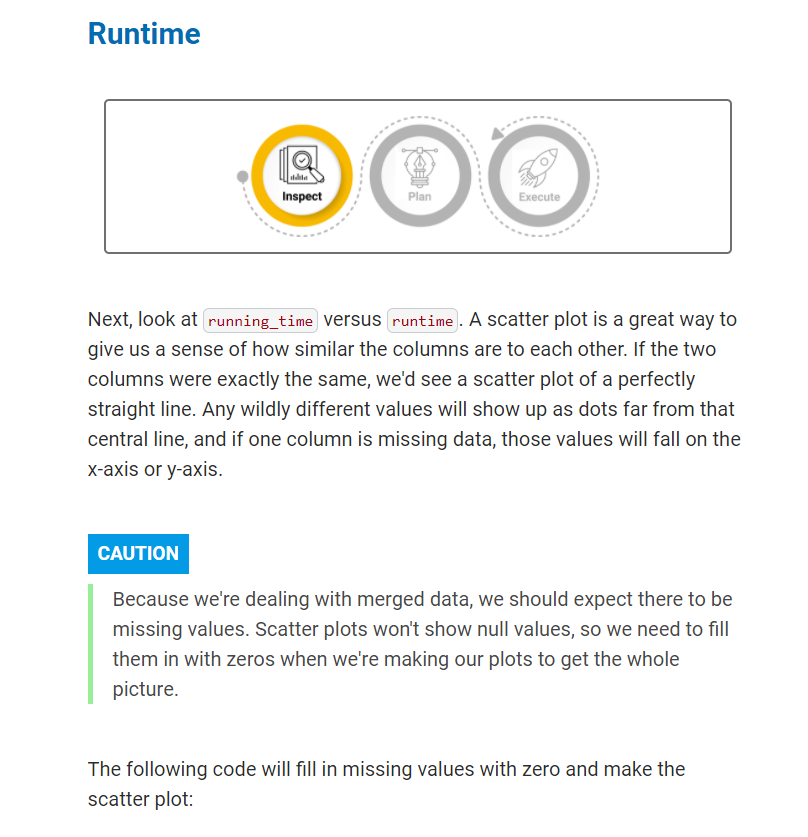 Runtime
Inspect
Plan
Execute
Next, look at running_time versus runtime. A scatter plot is a great way to
give us a sense of how similar the columns are to each other. If the two
columns were exactly the same, we'd see a scatter plot of a perfectly
straight line. Any wildly different values will show up as dots far from that
central line, and if one column is missing data, those values will fall on the
x-axis or y-axis.
CAUTION
Because we're dealing with merged data, we should expect there to be
missing values. Scatter plots won't show null values, so we need to fill
them in with zeros when we're making our plots to get the whole
picture.
The following code will fill in missing values with zero and make the
scatter plot: